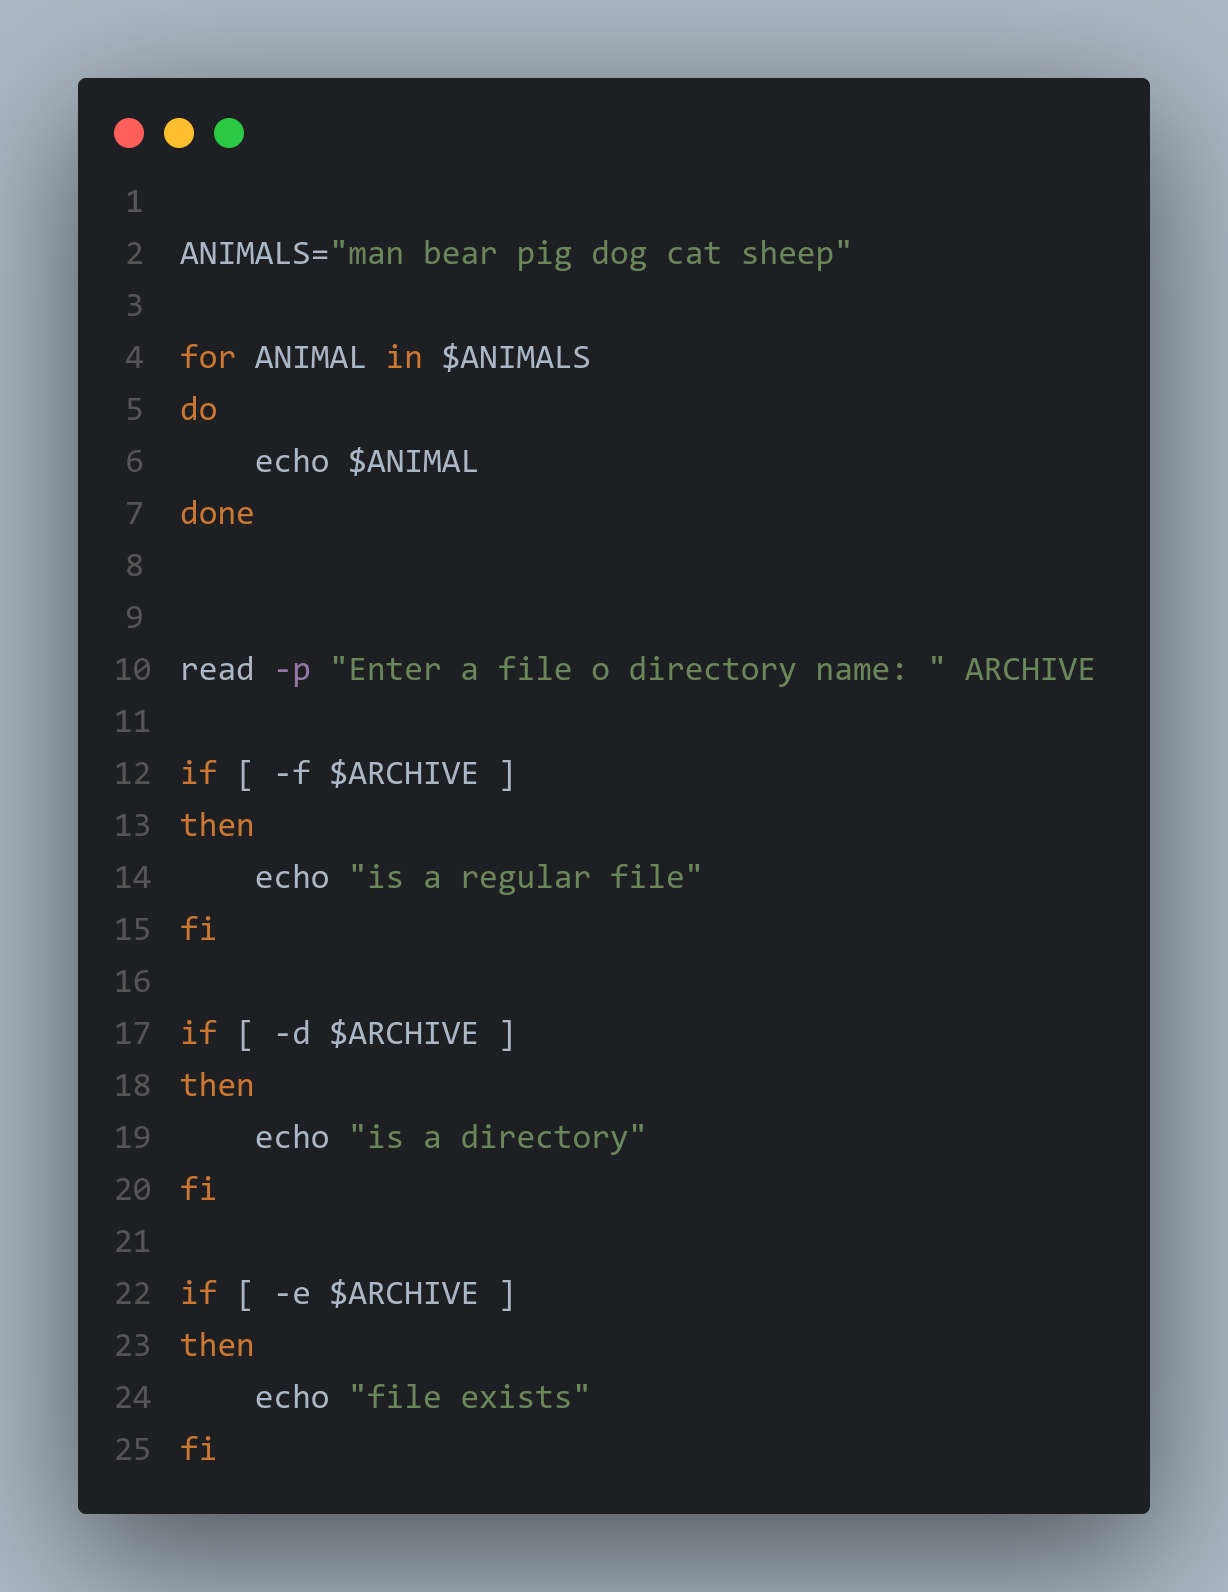 1
2 ANIMALS="man bear pig dog cat sheep"
3
4 for ANIMAL in $ANIMALS
5 do
6     echo $ANIMAL
7 done
8
9
10 read -p "Enter a file o directory name: " ARCHIVE
11
12 if [ -f $ARCHIVE ]
13 then
14     echo "is a regular file"
15 fi
16
17 if [ -d $ARCHIVE ]
18 then
19     echo "is a directory"
20 fi
21
22 if [ -e $ARCHIVE ]
23 then
24     echo "file exists"
25 fi